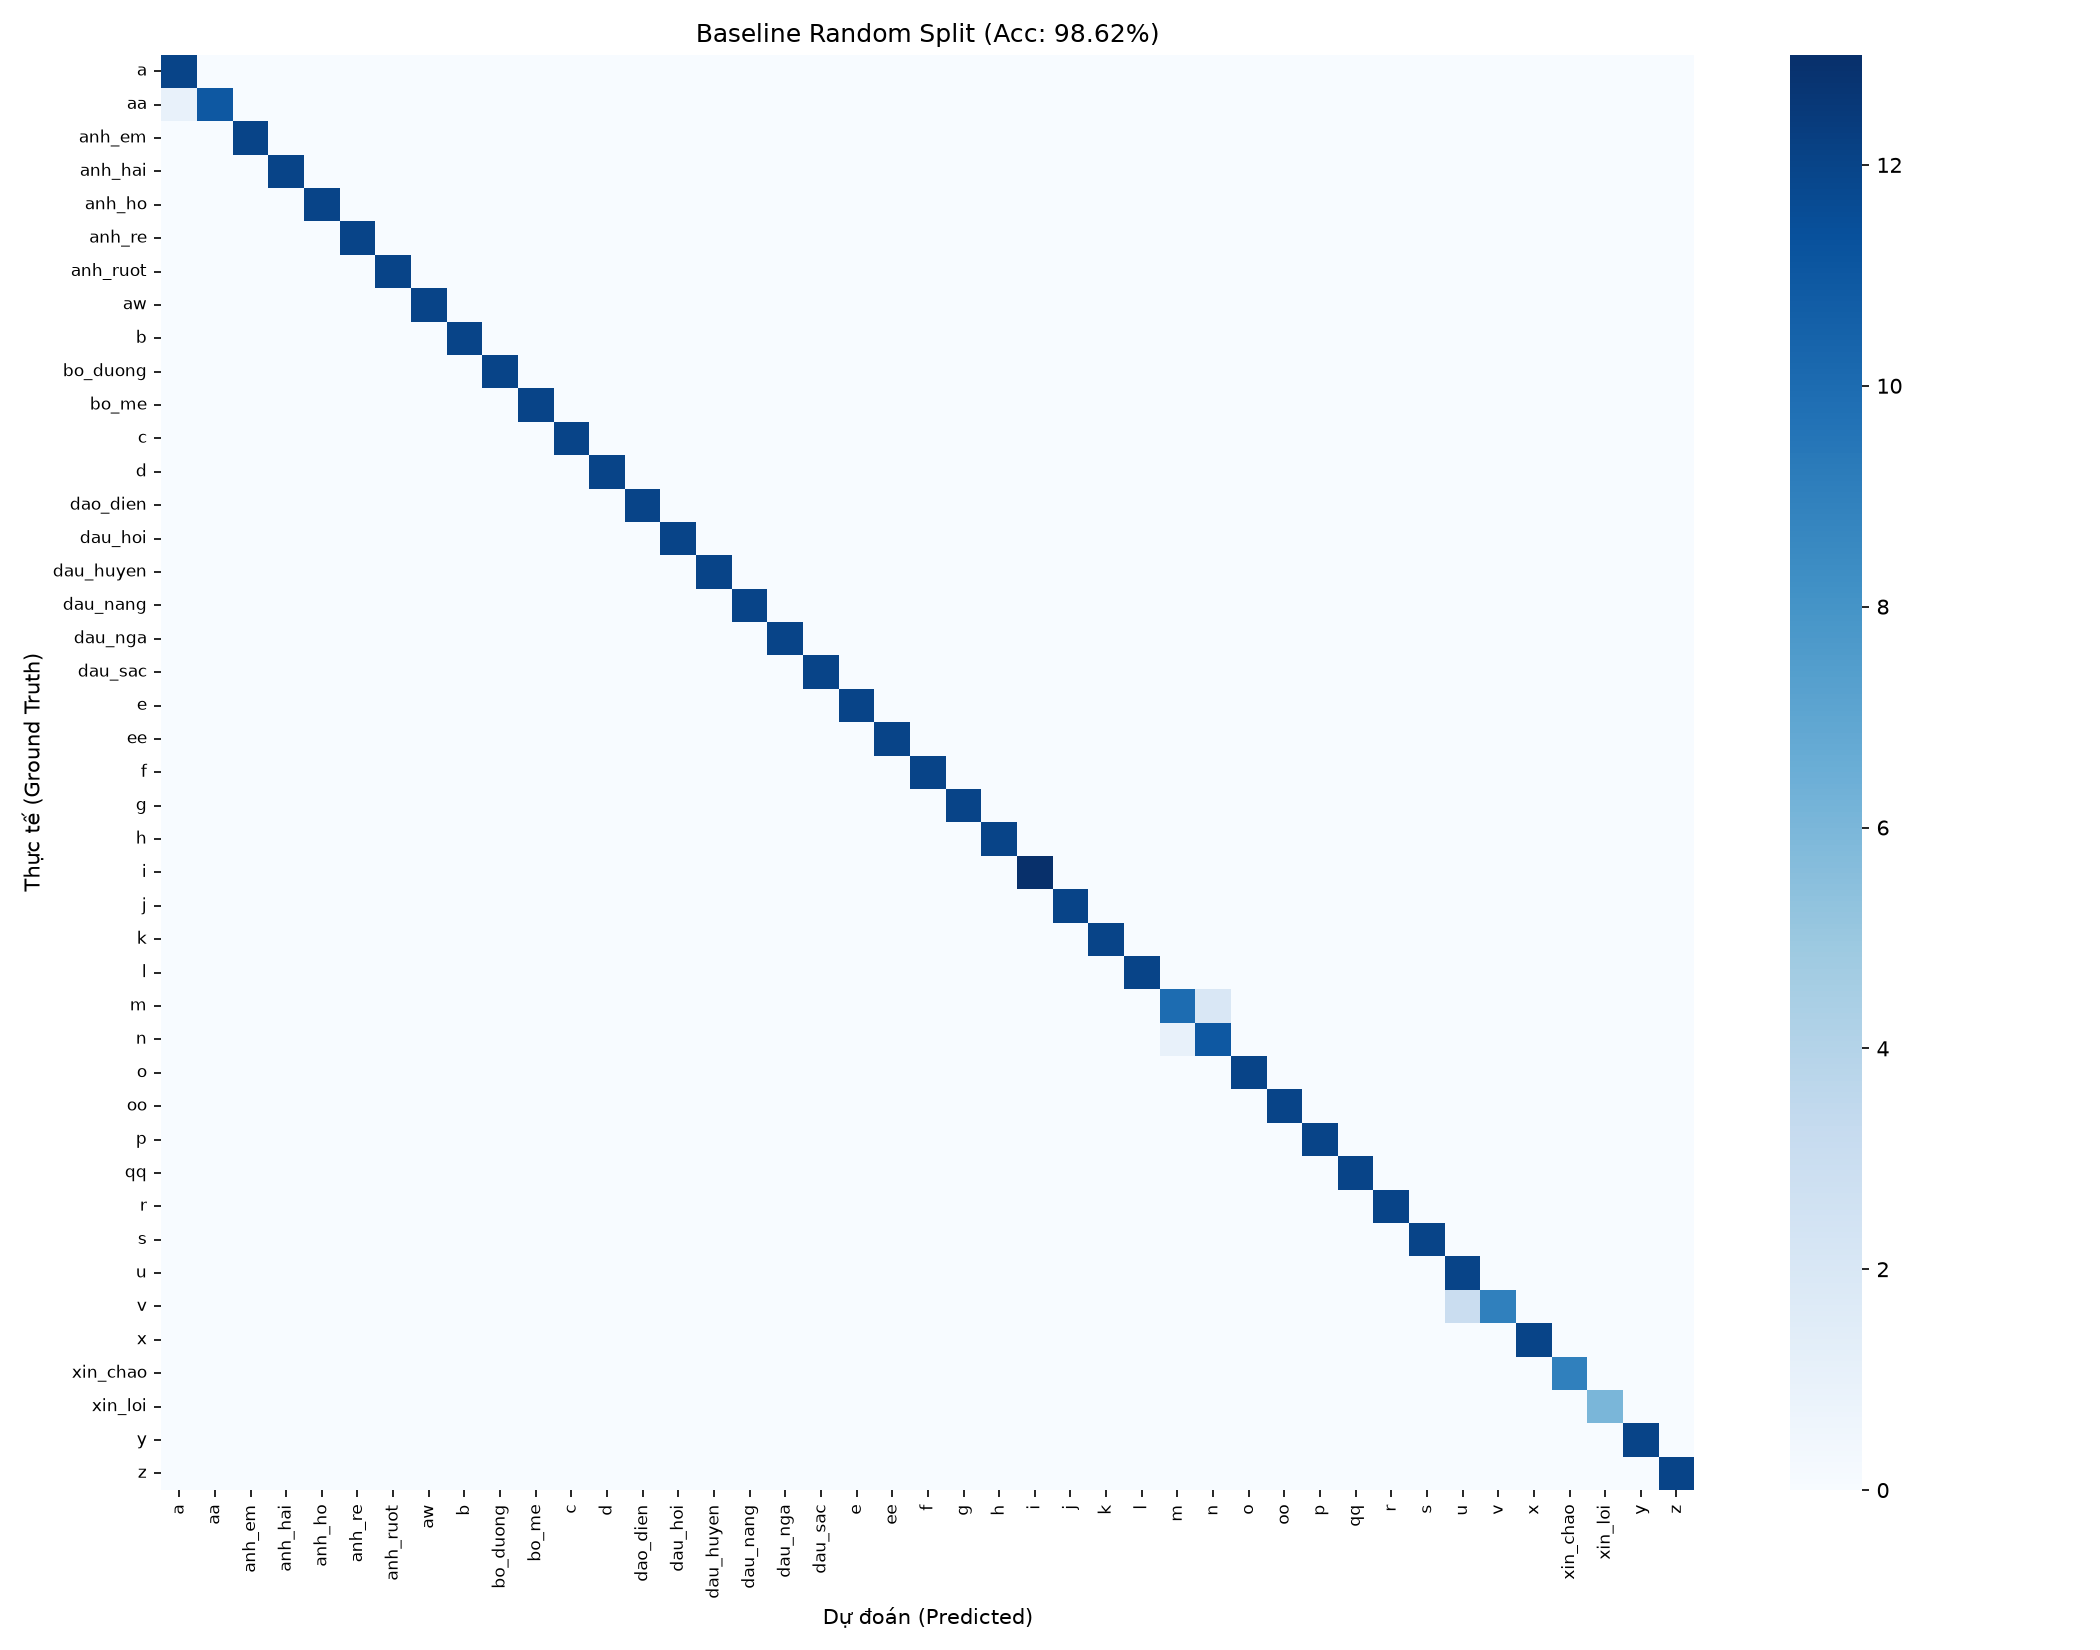 Baseline Random Split (Acc: 98.62%)
Thực tế (Ground Truth)
a
aa
anh_em
anh_hai
anh_ho
anh_re
anh_ruot
aw
b
bo_duong
bo_me
c
d
dao_dien
dau_hoi
dau_huyen
dau_nang
dau_nga
dau_sac
e
ee
f
g
h
i
j
k
l
m
n
o
oo
p
qq
r
s
u
v
x
xin_chao
xin_loi
y
z
a aa anh_em anh_hai anh_ho anh_re anh_ruot aw b bo_duong bo_me c d dao_dien dau_hoi dau_huyen dau_nang dau_nga dau_sac e ee f g h i j k l m n o oo p qq r s u v x xin_chao xin_loi y z
Dự đoán (Predicted)
12
10
8
6
4
2
0